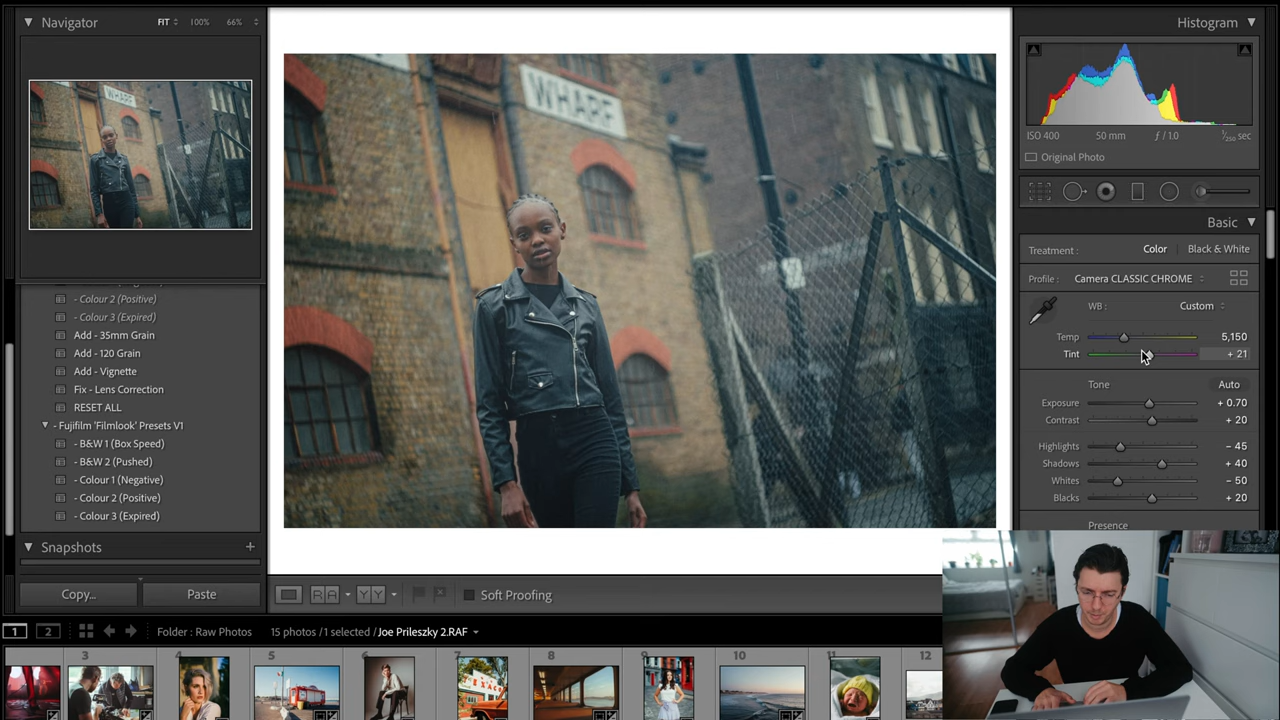 Navigator
FIT 100% 66%
- Colour 2 (Positive)
- Colour 3 (Expired)
Add - 35mm Grain
Add - 120 Grain
Add - Vignette
Fix - Lens Correction
RESET ALL
- Fujifilm 'Filmlook' Presets V1
- B&W 1 (Box Speed)
- B&W 2 (Pushed)
- Colour 1 (Negative)
- Colour 2 (Positive)
- Colour 3 (Expired)
Snapshots +
Copy... Paste
WHARF
WHARF
Histogram
ISO 400 50 mm ƒ / 1.0 1/250 sec
Original Photo
Basic
Treatment : Color Black & White
Profile : Camera CLASSIC CHROME
WB : Custom
Temp 5,150
Tint + 21
Tone Auto
Exposure + 0.70
Contrast + 20
Highlights - 45
Shadows + 40
Whites - 50
Blacks + 20
Presence
R A Y Y Soft Proofing
1 2 Folder : Raw Photos 15 photos / 1 selected / Joe Prileszky 2.RAF
3 4 5 6 7 8 9 10 11 12